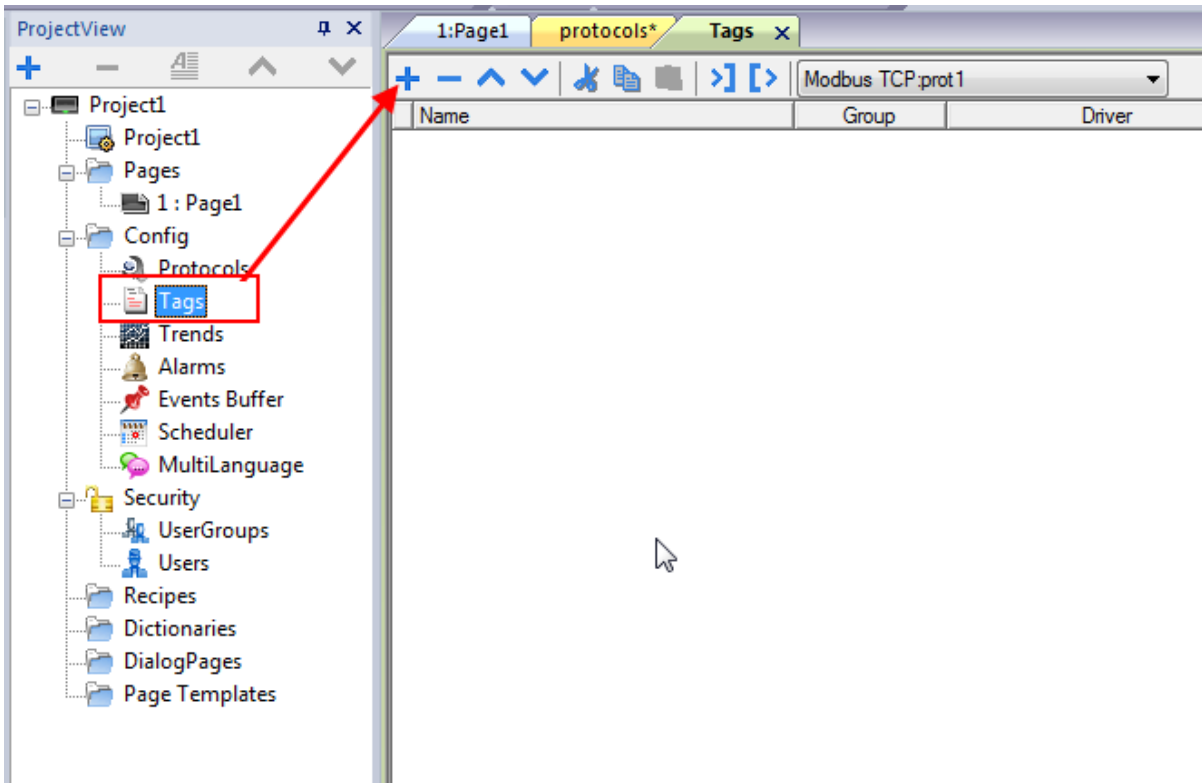 ProjectView
1:Page1 protocols* Tags
Modbus TCP:prot1
Name Group Driver
Project1
Project1
Pages
1 : Page1
Config
Protocols
Tags
Trends
Alarms
Events Buffer
Scheduler
MultiLanguage
Security
UserGroups
Users
Recipes
Dictionaries
DialogPages
Page Templates